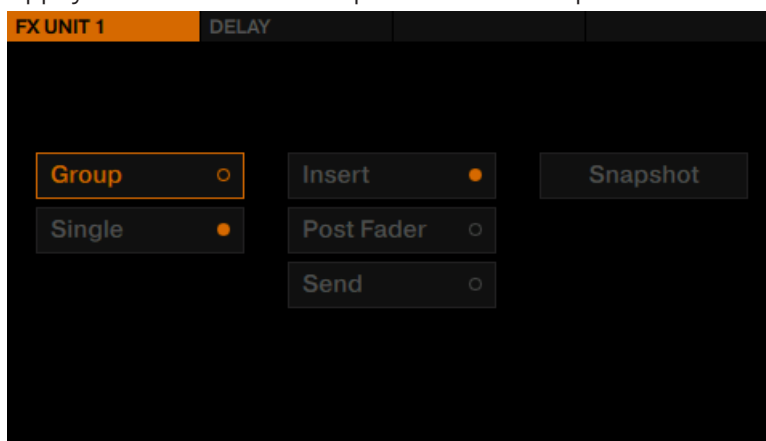 FX UNIT 1 DELAY
Group Insert Snapshot
Single Post Fader
Send